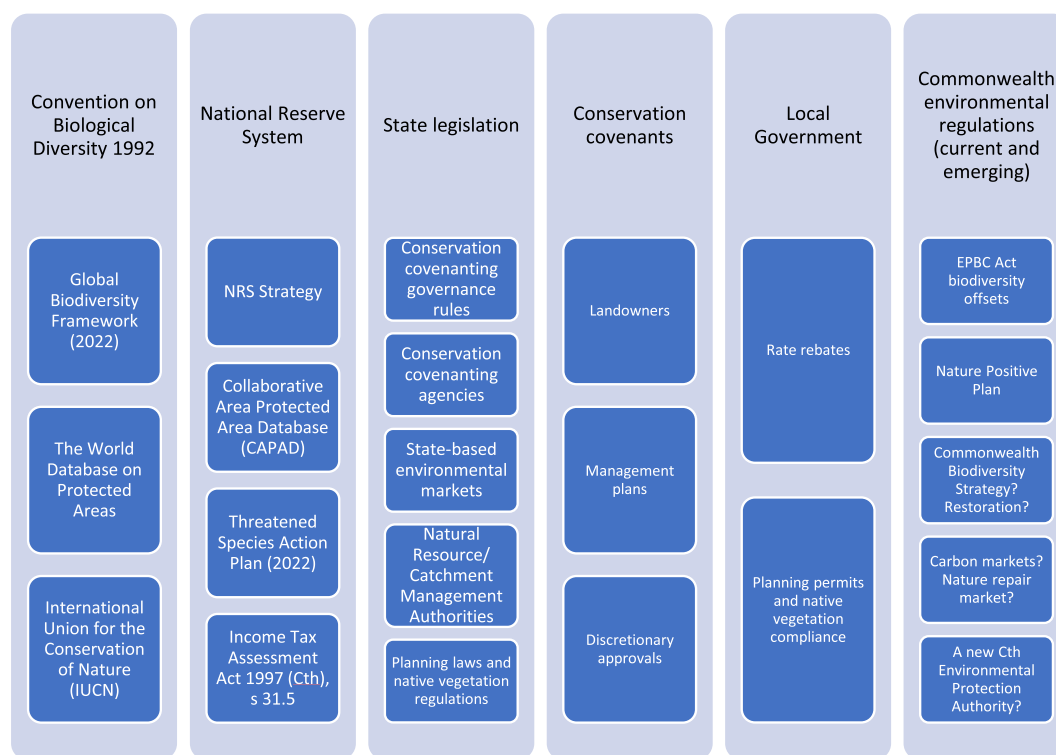 Convention on
Biological
Diversity 1992
Global
Biodiversity
Framework
(2022)
The World
Database on
Protected
Areas
International
Union for the
Conservation
of Nature
(IUCN)
National Reserve
System
NRS Strategy
Collaborative
Area Protected
Area Database
(CAPAD)
Threatened
Species Action
Plan (2022)
Income Tax
Assessment
Act 1997 (Cth),
s 31.5
State legislation
Conservation
covenanting
governance
rules
Conservation
covenanting
agencies
State-based
environmental
markets
Natural
Resource/
Catchment
Management
Authorities
Planning laws and
native vegetation
regulations
Conservation
covenants
Landowners
Management
plans
Discretionary
approvals
Local
Government
Rate rebates
Planning permits
and native
vegetation
compliance
Commonwealth
environmental
regulations
(current and
emerging)
EPBC Act
biodiversity
offsets
Nature Positive
Plan
Commonwealth
Biodiversity
Strategy?
Restoration?
Carbon markets?
Nature repair
market?
A new Cth
Environmental
Protection
Authority?